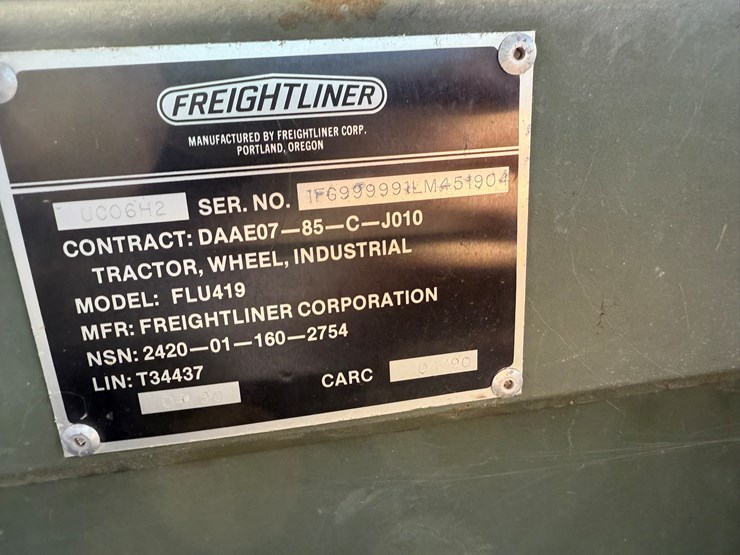 FREIGHTLINER
MANUFACTURED BY FREIGHTLINER CORP.
PORTLAND, OREGON
UC06H2 SER. NO. 1FG999991LM451904
CONTRACT: DAAE07—85—C—J010
TRACTOR, WHEEL, INDUSTRIAL
MODEL: FLU419
MFR: FREIGHTLINER CORPORATION
NSN: 2420—01—160—2754
LIN: T34437
CARC